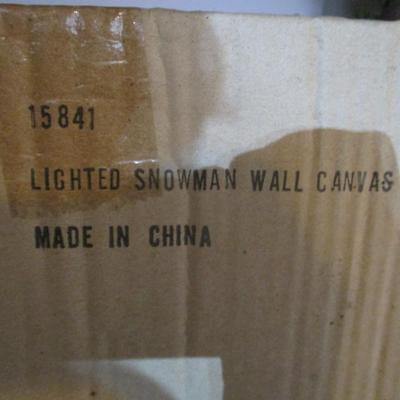 15841
LIGHTED SNOWMAN WALL CANVAS
MADE IN CHINA